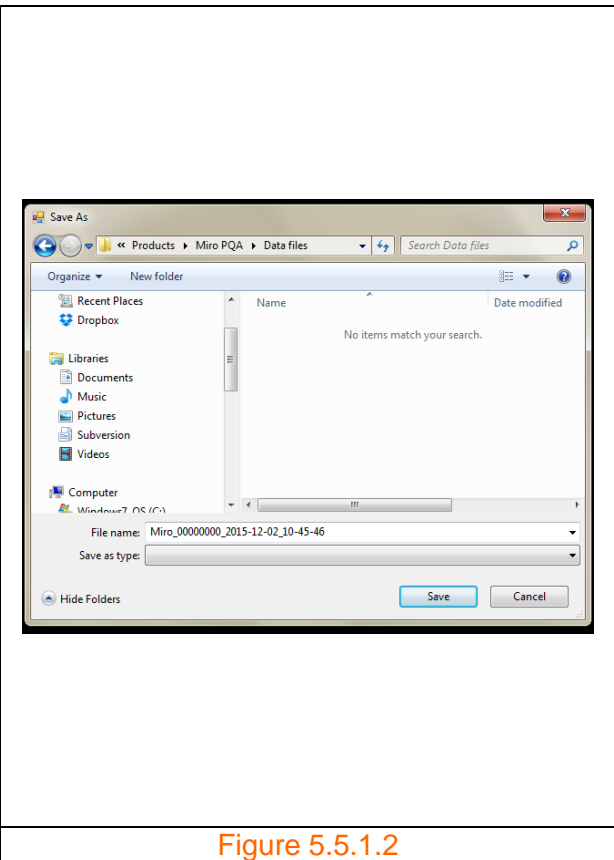 Save As
« Products Miro PQA Data files Search Data files
Organize New folder
Recent Places Name Date modified
Dropbox No items match your search.
Libraries
Documents
Music
Pictures
Subversion
Videos
Computer
Windows7_OS (C:)
File name: Miro_00000000_2015-12-02_10-45-46
Save as type:
Hide Folders Save Cancel
Figure 5.5.1.2